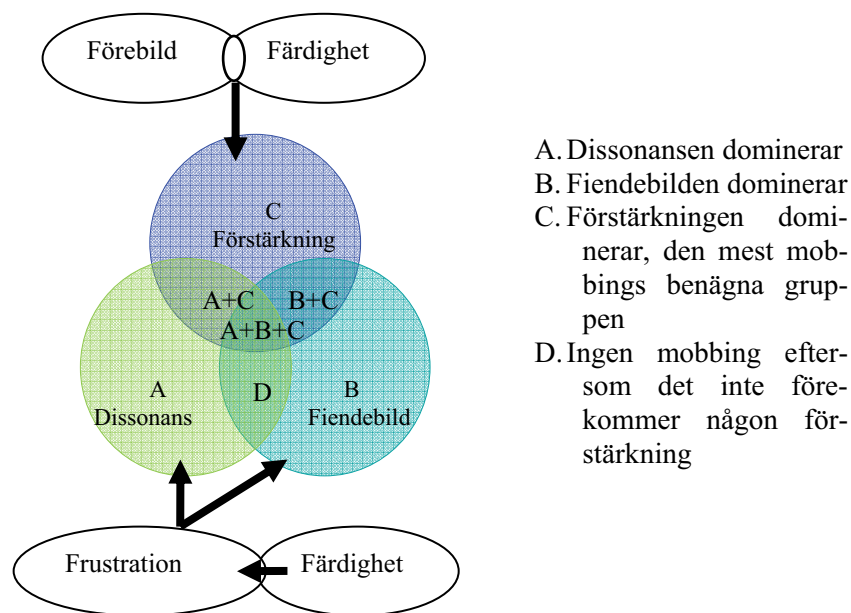 Förebild
Färdighet
C
Förstärkning
A+C
B+C
A+B+C
A
Dissonans
D
B
Fiendebild
Frustration
Färdighet
A. Dissonansen dominerar
B. Fiendebilden dominerar
C. Förstärkningen domi-
nerar, den mest mob-
bings benägna grup-
pen
D. Ingen mobbing efter-
som det inte före-
kommer någon för-
stärkning